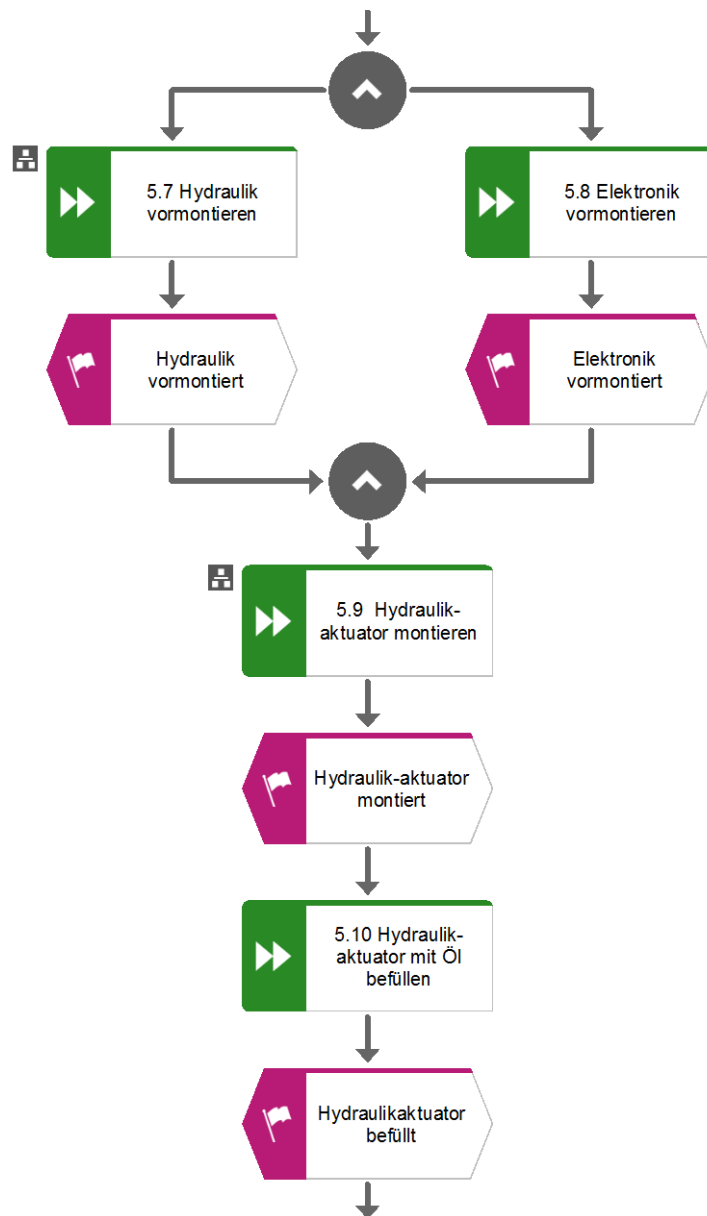 5.7 Hydraulik
vormontieren
5.8 Elektronik
vormontieren
Hydraulik
vormontiert
Elektronik
vormontiert
5.9  Hydraulik-
aktuator montieren
Hydraulik-aktuator
montiert
5.10 Hydraulik-
aktuator mit Öl
befüllen
Hydraulikaktuator
befüllt